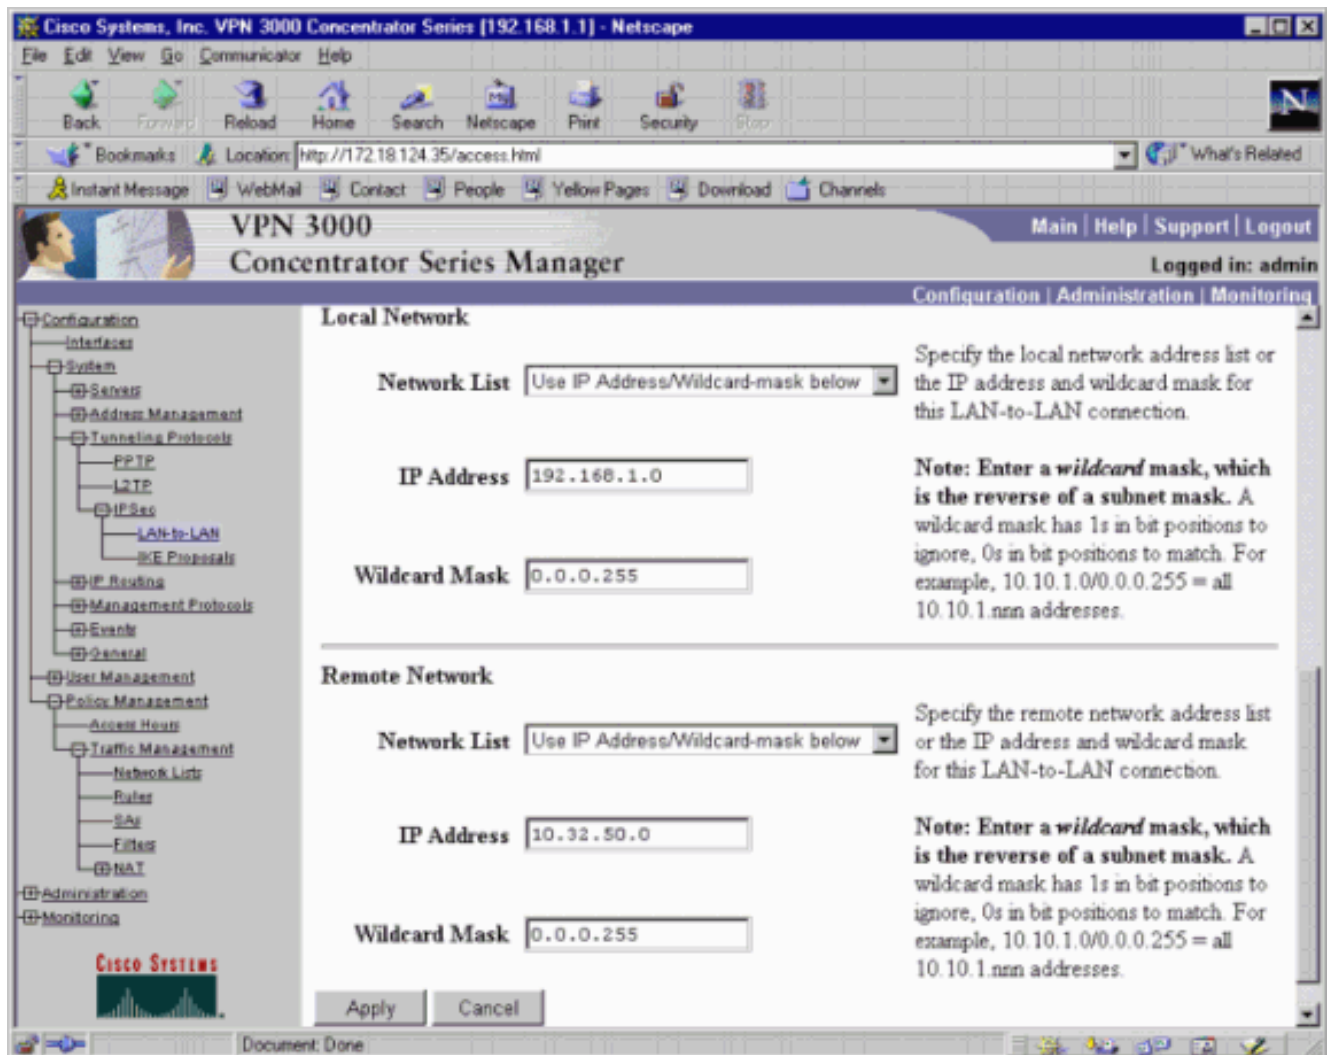 Cisco Systems, Inc. VPN 3000 Concentrator Series [192.168.1.1] - Netscape
File Edit View Go Communicator Help
Back Forward Reload Home Search Netscape Print Security Stop
Bookmarks Location: http://172.18.124.35/access.html What's Related
Instant Message WebMail Contact People Yellow Pages Download Channels
VPN 3000
Concentrator Series Manager
Main | Help | Support | Logout
Logged in: admin
Configuration | Administration | Monitoring
Configuration
Interfaces
System
Servers
Address Management
Tunneling Protocols
PPTP
L2TP
IPSec
LAN-to-LAN
IKE Proposals
IP Routing
Management Protocols
Events
General
User Management
Policy Management
Access Hours
Traffic Management
Network Lists
Rules
SAs
Filters
NAT
Administration
Monitoring
CISCO SYSTEMS
Local Network
Network List Use IP Address/Wildcard-mask below
Specify the local network address list or
the IP address and wildcard mask for
this LAN-to-LAN connection.
IP Address 192.168.1.0
Wildcard Mask 0.0.0.255
Note: Enter a wildcard mask, which
is the reverse of a subnet mask. A
wildcard mask has 1s in bit positions to
ignore, 0s in bit positions to match. For
example, 10.10.1.0/0.0.0.255 = all
10.10.1.nnn addresses.
Remote Network
Network List Use IP Address/Wildcard-mask below
Specify the remote network address list
or the IP address and wildcard mask
for this LAN-to-LAN connection.
IP Address 10.32.50.0
Wildcard Mask 0.0.0.255
Note: Enter a wildcard mask, which
is the reverse of a subnet mask. A
wildcard mask has 1s in bit positions to
ignore, 0s in bit positions to match. For
example, 10.10.1.0/0.0.0.255 = all
10.10.1.nnn addresses.
Apply Cancel
Document: Done